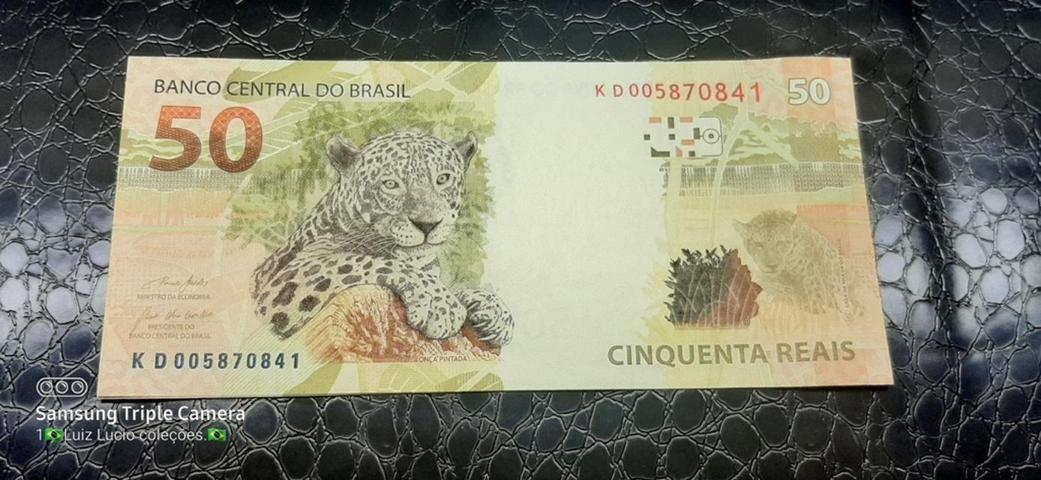 BANCO CENTRAL DO BRASIL
50
KD005870841
50
MINISTRO DA ECONOMIA
PRESIDENTE DO
BANCO CENTRAL DO BRASIL
KD005870841
ONÇA PINTADA
CINQUENTA REAIS
Samsung Triple Camera
1🇧🇷Luiz Lucio coleções.🇧🇷